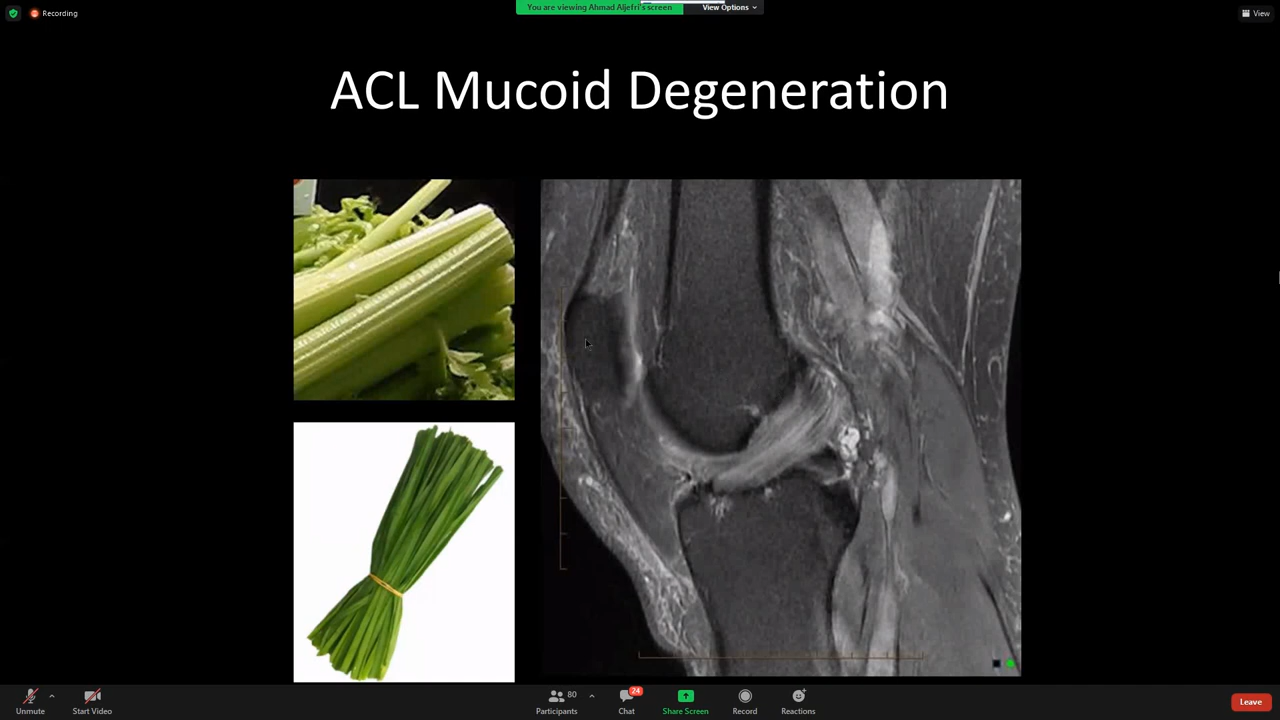 Recording
You are viewing Ahmad Aljefri's screen
View Options
View
ACL Mucoid Degeneration
Unmute
Start Video
80
Participants
24
Chat
Share Screen
Record
Reactions
Leave